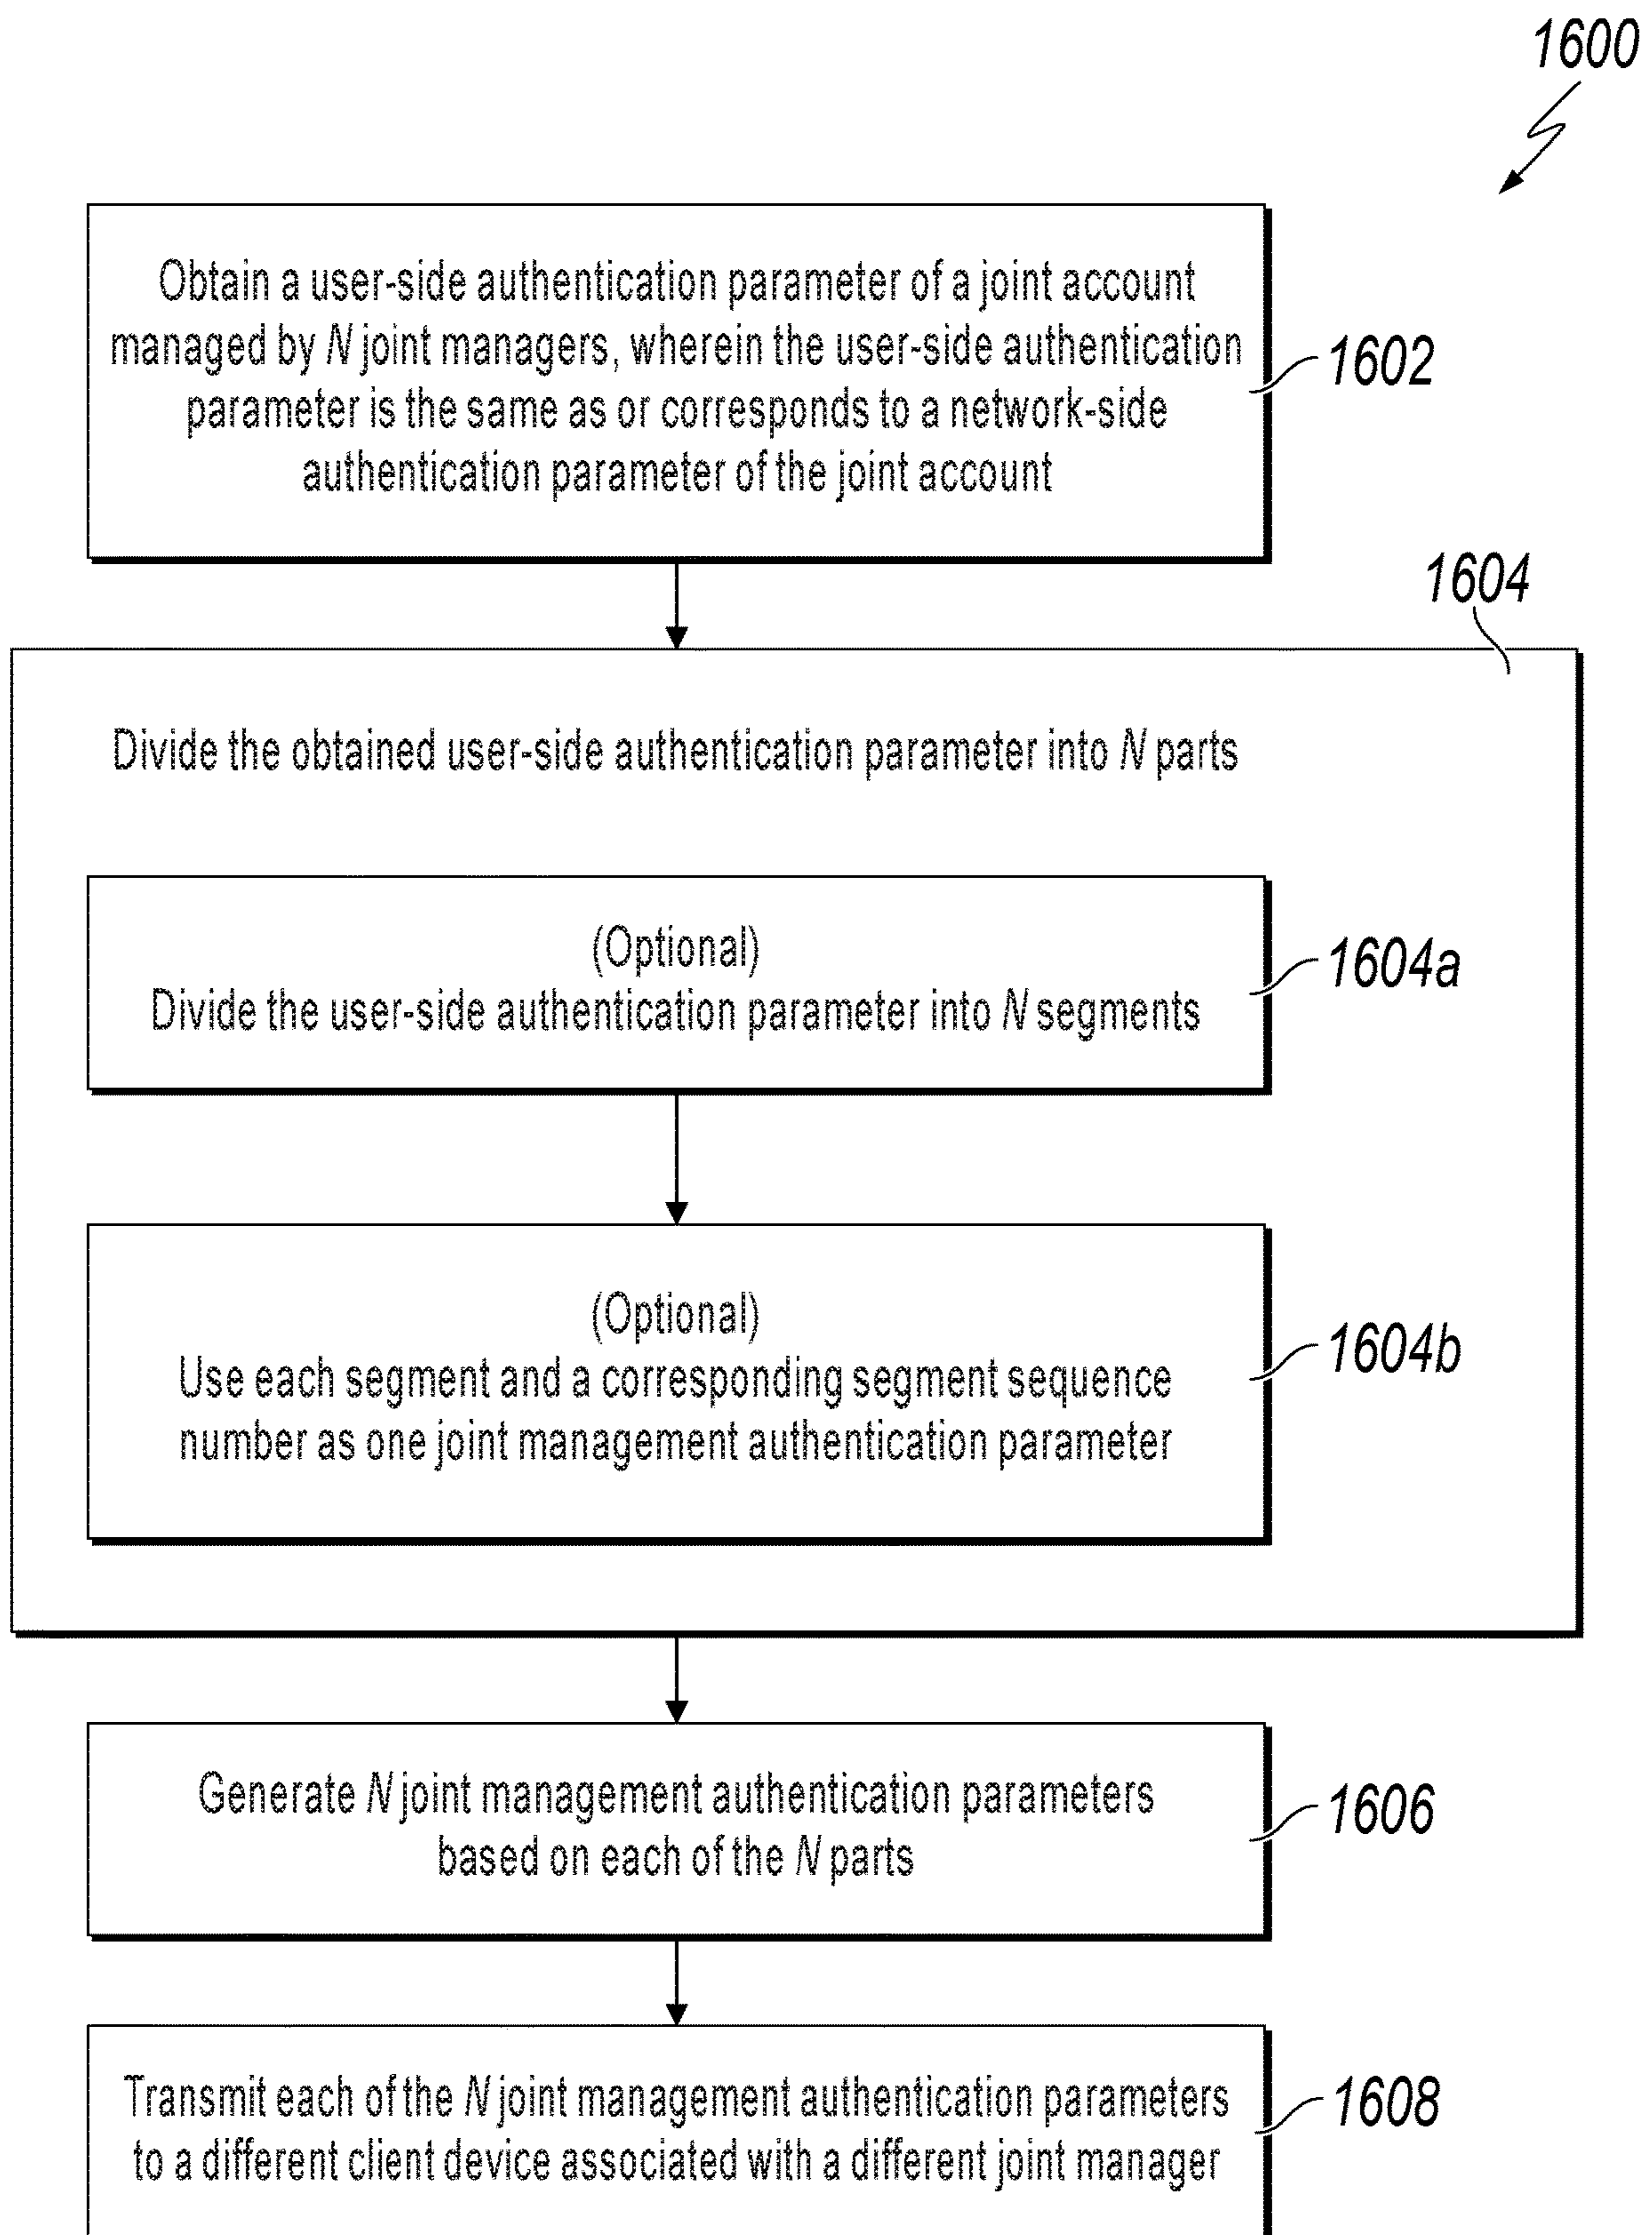 1600
Obtain a user-side authentication parameter of a joint account
managed by N joint managers, wherein the user-side authentication
parameter is the same as or corresponds to a network-side
authentication parameter of the joint account
1602
1604
Divide the obtained user-side authentication parameter into N parts
(Optional)
Divide the user-side authentication parameter into N segments
1604a
(Optional)
Use each segment and a corresponding segment sequence
number as one joint management authentication parameter
1604b
Generate N joint management authentication parameters
based on each of the N parts
1606
Transmit each of the N joint management authentication parameters
to a different client device associated with a different joint manager
1608